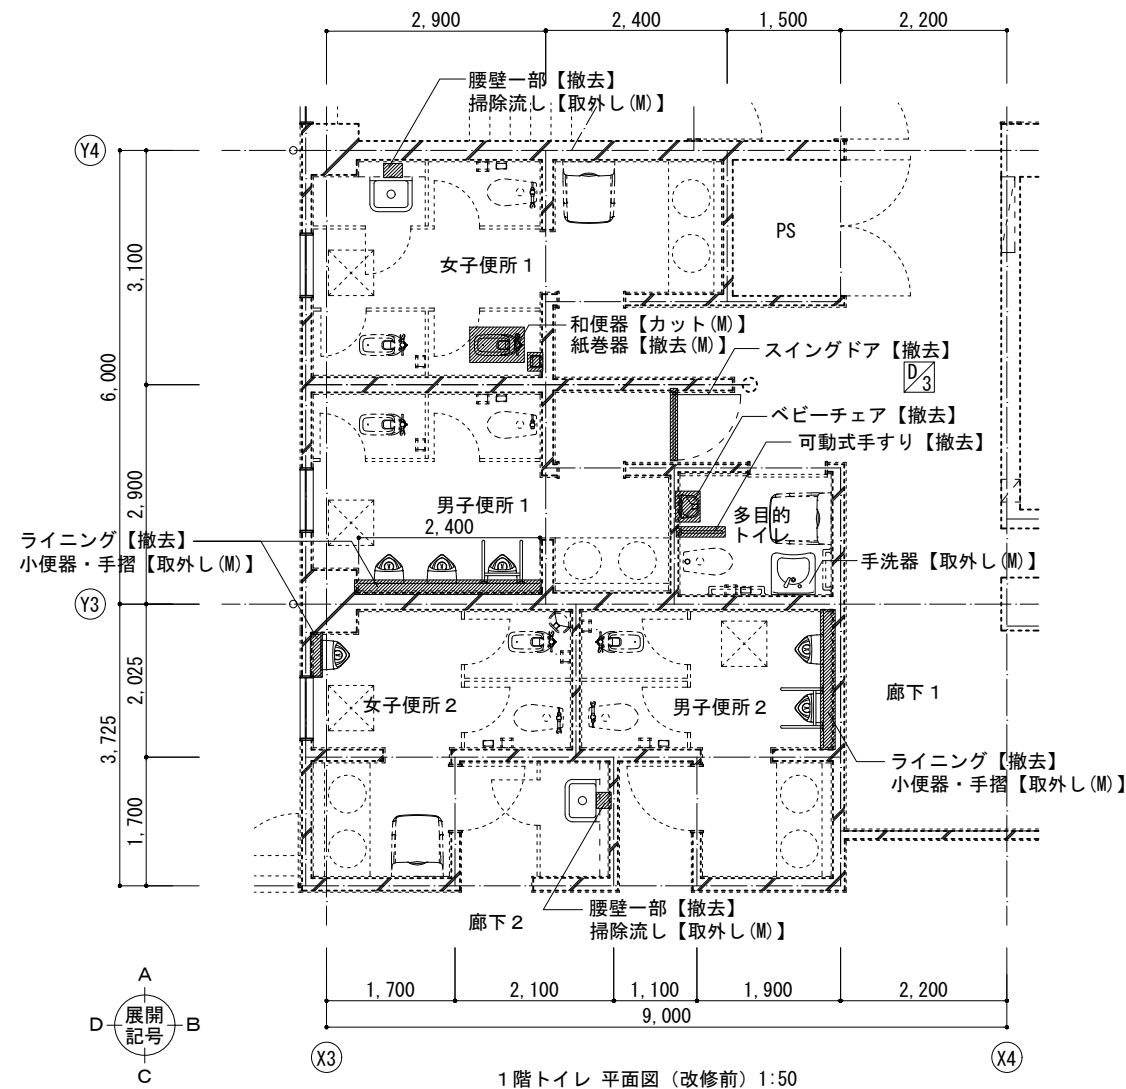 2,900
2,400
1,500
2,200
腰壁一部【撤去】
掃除流し【取外し(M)】
Y4
3,100
6,000
2,900
PS
女子便所1
和便器【カット(M)】
紙巻器【撤去(M)】
スイングドア【撤去】
D
3
ベビーチェア【撤去】
可動式手すり【撤去】
男子便所1
2,400
多目的
トイレ
ライニング【撤去】
小便器・手摺【取外し(M)】
手洗器【取外し(M)】
Y3
2,025
3,725
1,700
女子便所2
男子便所2
廊下1
ライニング【撤去】
小便器・手摺【取外し(M)】
腰壁一部【撤去】
掃除流し【取外し(M)】
廊下2
A
D
展開
記号
B
C
1,700
2,100
1,100
1,900
2,200
9,000
X3
X4
1階トイレ 平面図(改修前)1:50